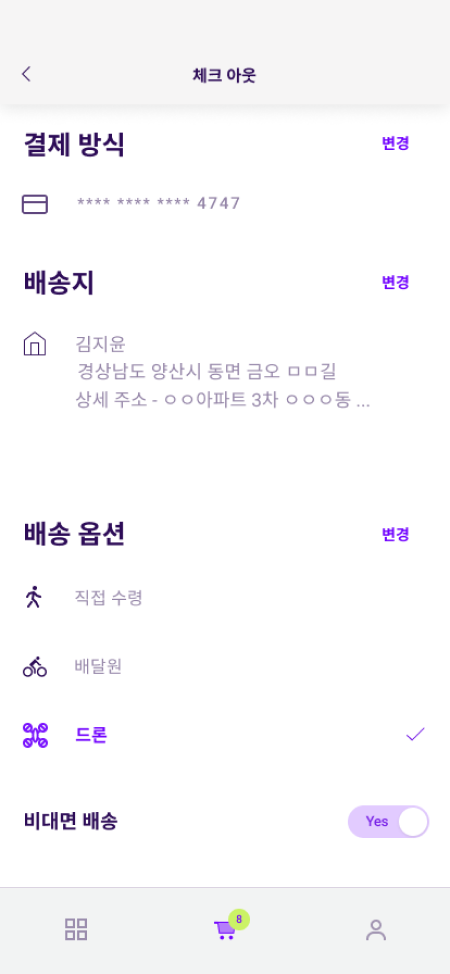 체크 아웃
결제 방식
변경
**** **** **** 4747
배송지
변경
김지윤
경상남도 양산시 동면 금오 ㅁㅁ길
상세 주소 - ㅇㅇ아파트 3차 ㅇㅇㅇ동 ...
배송 옵션
변경
직접 수령
배달원
드론
비대면 배송
Yes
8